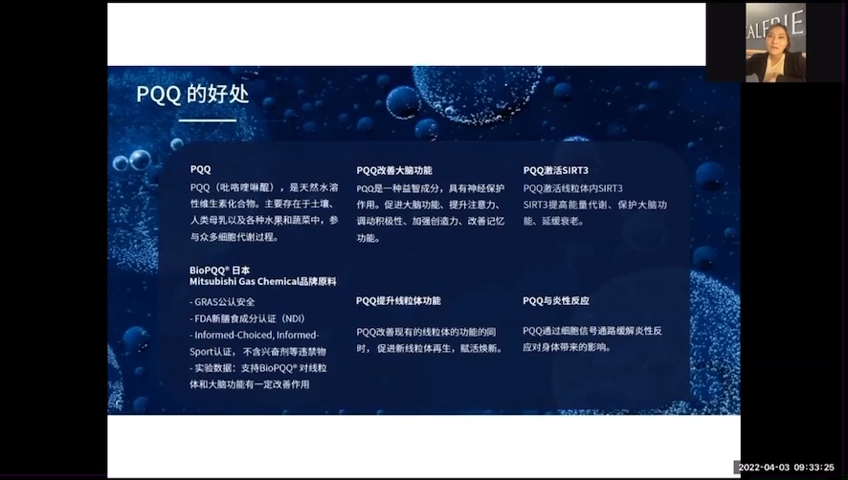 ALERIE
PQQ 的好处
PQQ
PQQ（吡咯喹啉醌），是天然水溶
性维生素化合物。主要存在于土壤、
人类母乳以及各种水果和蔬菜中，参
与众多细胞代谢过程。
PQQ改善大脑功能
PQQ是一种益智成分，具有神经保护
作用。促进大脑功能、提升注意力、
调动积极性、加强创造力、改善记忆
功能。
PQQ激活SIRT3
PQQ激活线粒体内SIRT3
SIRT3提高能量代谢、保护大脑功
能、延缓衰老。
BioPQQ® 日本
Mitsubishi Gas Chemical品牌原料
- GRAS公认安全
- FDA新膳食成分认证（NDI）
- Informed-Choiced, Informed-
Sport认证， 不含兴奋剂等违禁物
- 实验数据：支持BioPQQ® 对线粒
体和大脑功能有一定改善作用
PQQ提升线粒体功能
PQQ改善现有的线粒体的功能的同
时， 促进新线粒体再生，赋活焕新。
PQQ与炎性反应
PQQ通过细胞信号通路缓解炎性反
应对身体带来的影响。
2022-04-03 09:33:25